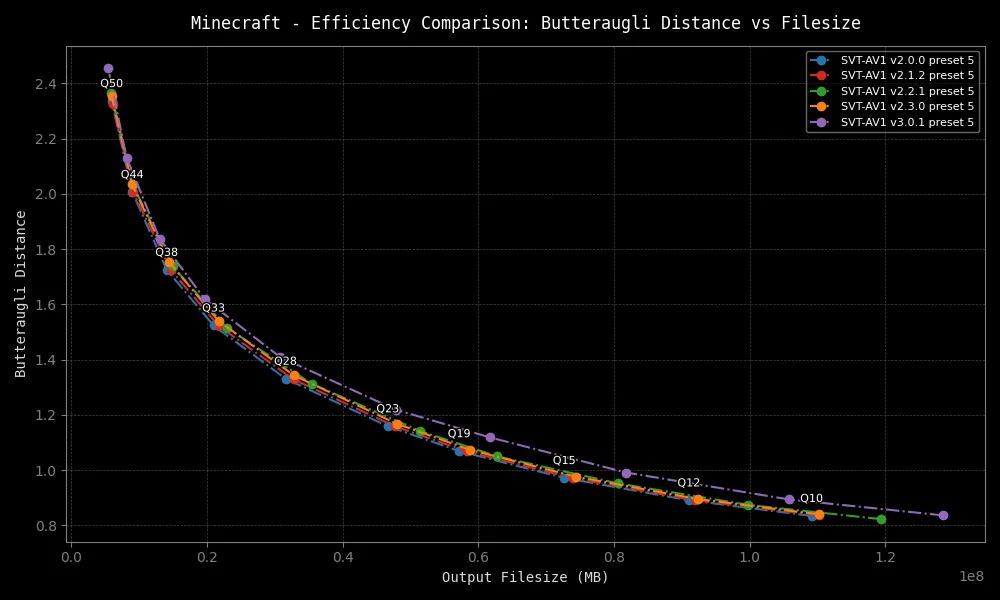 Minecraft - Efficiency Comparison: Butteraugli Distance vs Filesize
SVT-AV1 v2.0.0 preset 5
SVT-AV1 v2.1.2 preset 5
SVT-AV1 v2.2.1 preset 5
SVT-AV1 v2.3.0 preset 5
SVT-AV1 v3.0.1 preset 5
Butteraugli Distance
2.4
2.2
2.0
1.8
1.6
1.4
1.2
1.0
0.8
Q50
Q44
Q38
Q33
Q28
Q23
Q19
Q15
Q12
Q10
0.0 0.2 0.4 0.6 0.8 1.0 1.2
1e8
Output Filesize (MB)